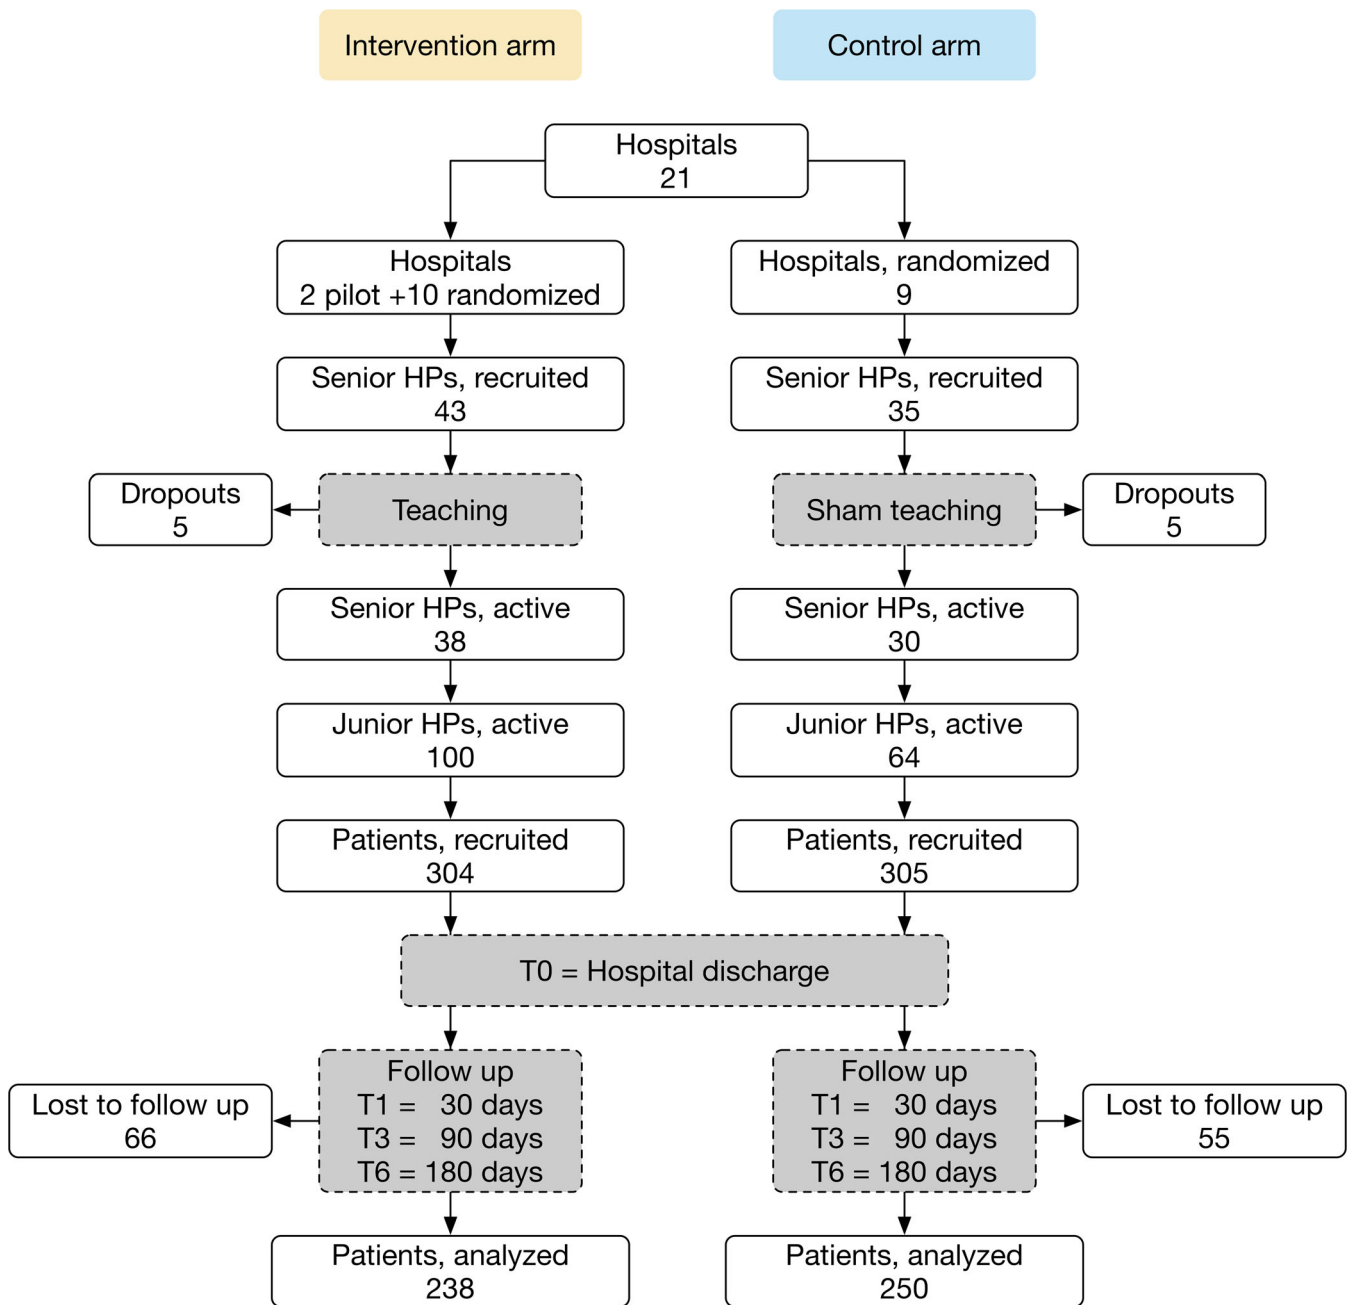 Intervention arm
Control arm
Hospitals
21
Hospitals
2 pilot +10 randomized
Hospitals, randomized
9
Senior HPs, recruited
43
Senior HPs, recruited
35
Dropouts
5
Teaching
Sham teaching
Dropouts
5
Senior HPs, active
38
Senior HPs, active
30
Junior HPs, active
100
Junior HPs, active
64
Patients, recruited
304
Patients, recruited
305
T0 = Hospital discharge
Lost to follow up
66
Follow up
T1 = 30 days
T3 = 90 days
T6 = 180 days
Follow up
T1 = 30 days
T3 = 90 days
T6 = 180 days
Lost to follow up
55
Patients, analyzed
238
Patients, analyzed
250